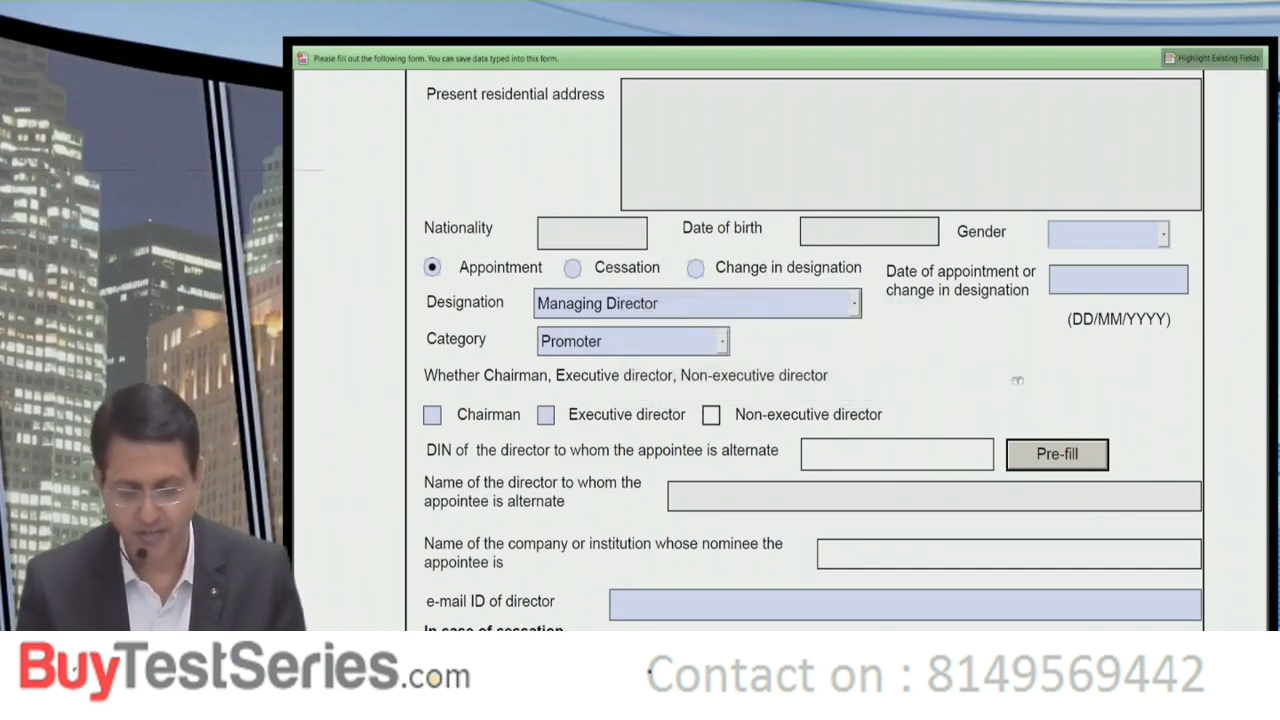 Please fill out the following form. You can save data typed into this form.
Highlight Existing Fields
Present residential address
Nationality
Date of birth
Gender
Appointment
Cessation
Change in designation
Date of appointment or
change in designation
Designation
Managing Director
(DD/MM/YYYY)
Category
Promoter
Whether Chairman, Executive director, Non-executive director
Chairman
Executive director
Non-executive director
DIN of the director to whom the appointee is alternate
Pre-fill
Name of the director to whom the
appointee is alternate
Name of the company or institution whose nominee the
appointee is
e-mail ID of director
In case of cessation
BuyTestSeries.com
Contact on : 8149569442